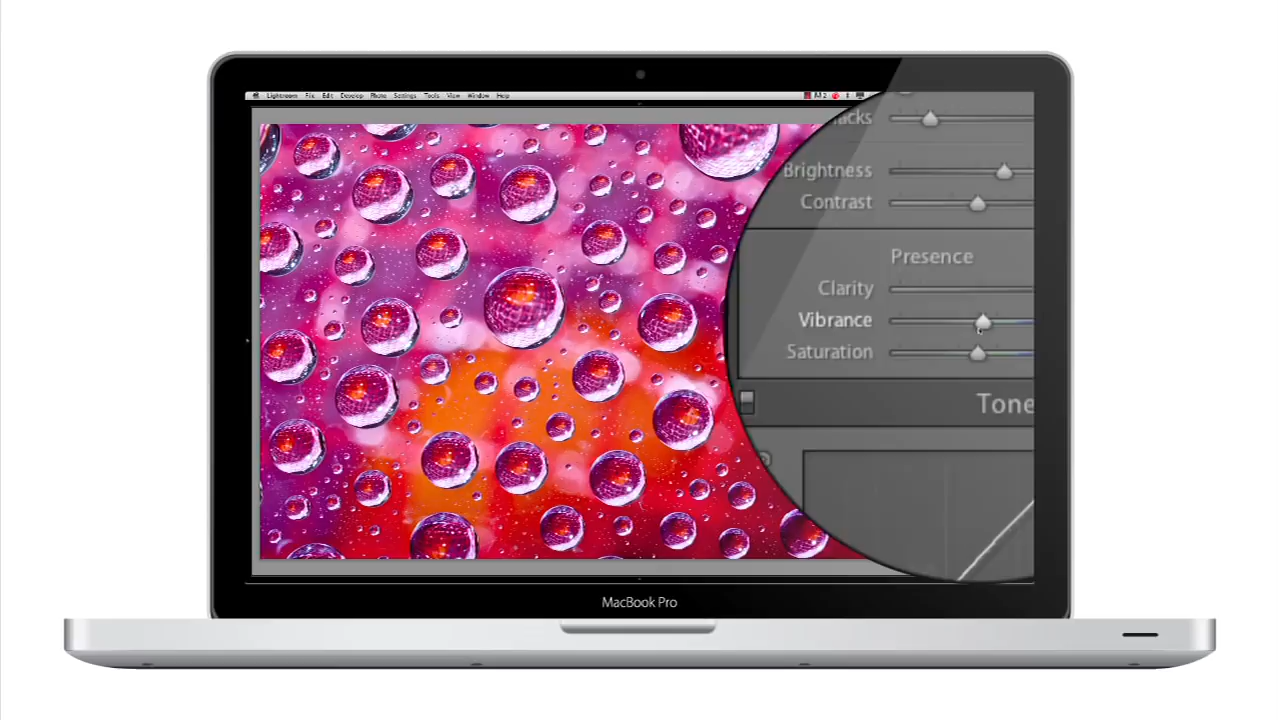 Lightroom File Edit Develop Photo Settings Tools View Window Help
Brightness
Contrast
Presence
Clarity
Vibrance
Saturation
Tone
MacBook Pro